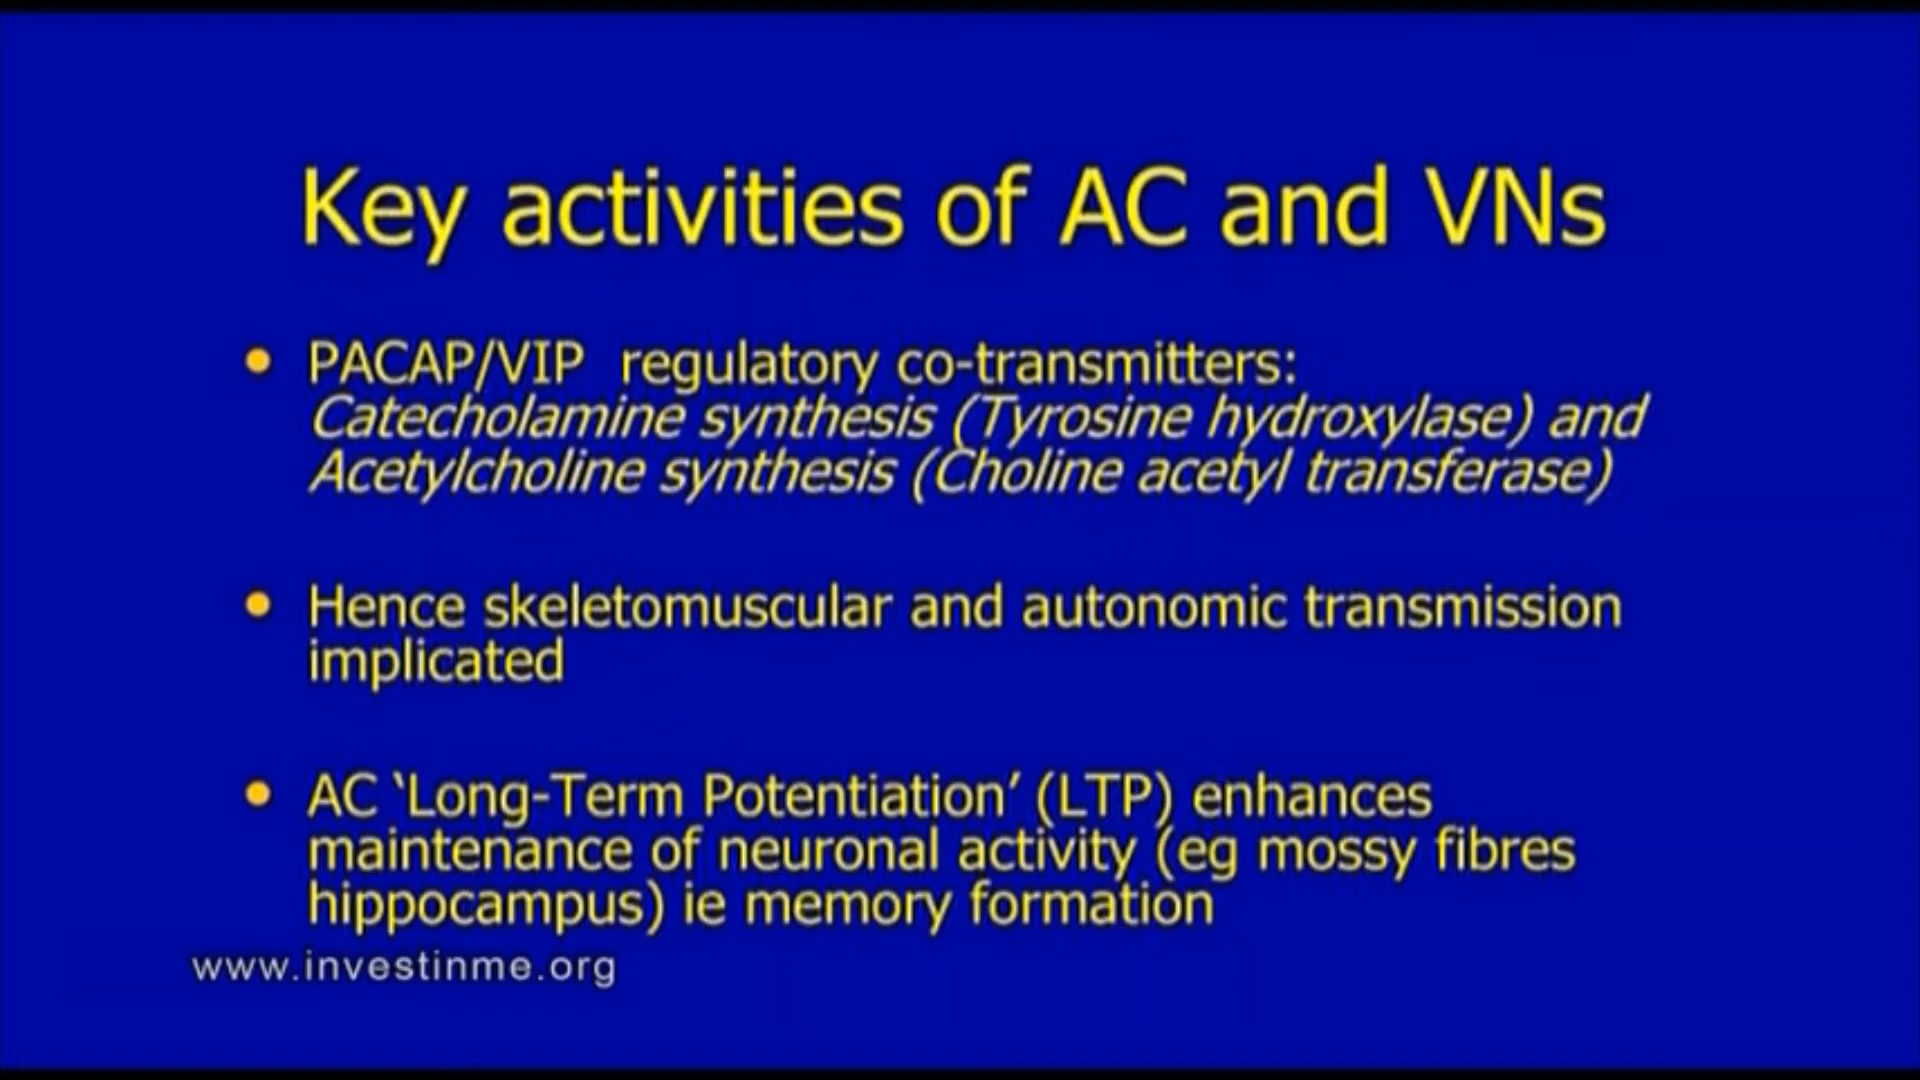 Key activities of AC and VNs
• PACAP/VIP regulatory co-transmitters:
Catecholamine synthesis (Tyrosine hydroxylase) and
Acetylcholine synthesis (Choline acetyl transferase)
• Hence skeletomuscular and autonomic transmission
implicated
• AC ‘Long-Term Potentiation’ (LTP) enhances
maintenance of neuronal activity (eg mossy fibres
hippocampus) ie memory formation
www.investinme.org